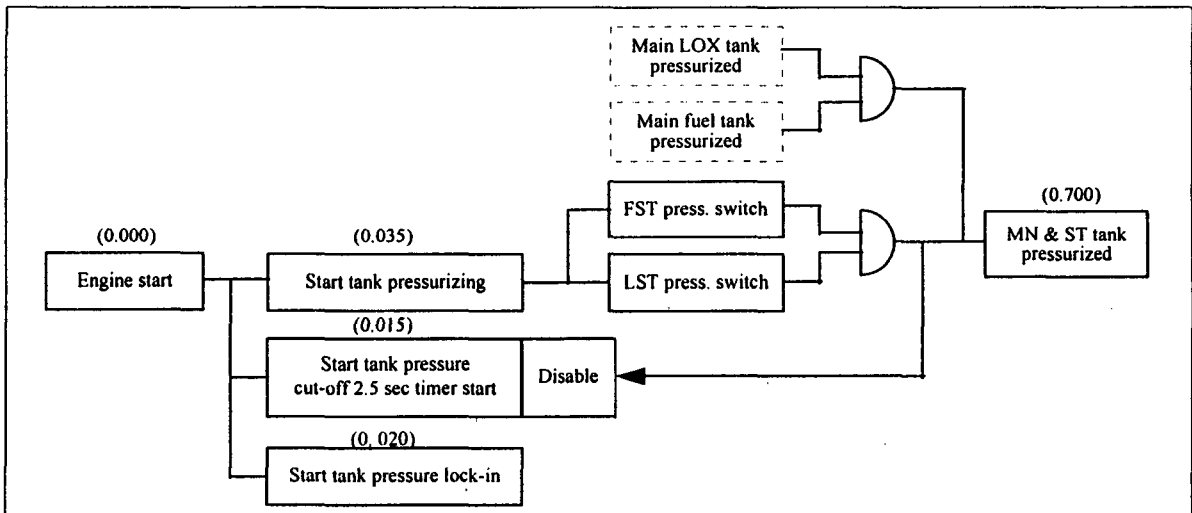 Main LOX tank
pressurized
Main fuel tank
pressurized
FST press. switch
LST press. switch
(0.700)
MN & ST tank
pressurized
(0.000)
Engine start
(0.035)
Start tank pressurizing
(0.015)
Start tank pressure
cut-off 2.5 sec timer start
Disable
(0, 020)
Start tank pressure lock-in